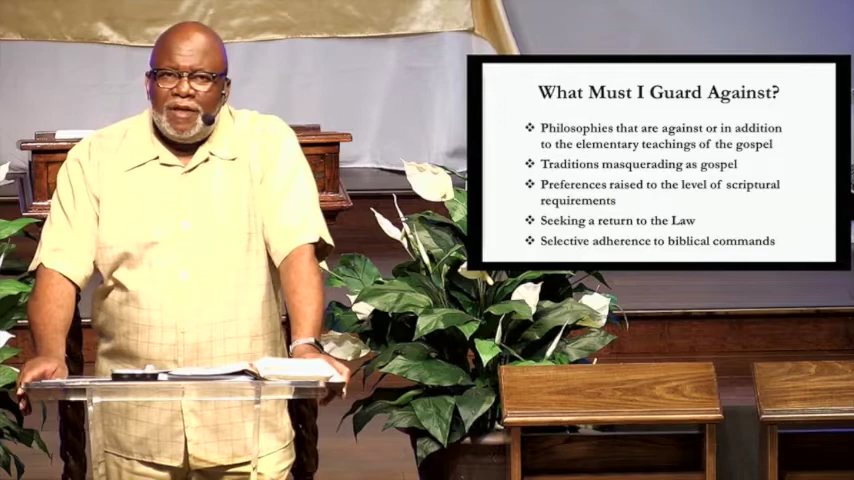 What Must I Guard Against?
❖ Philosophies that are against or in addition
to the elementary teachings of the gospel
❖ Traditions masquerading as gospel
❖ Preferences raised to the level of scriptural
requirements
❖ Seeking a return to the Law
❖ Selective adherence to biblical commands